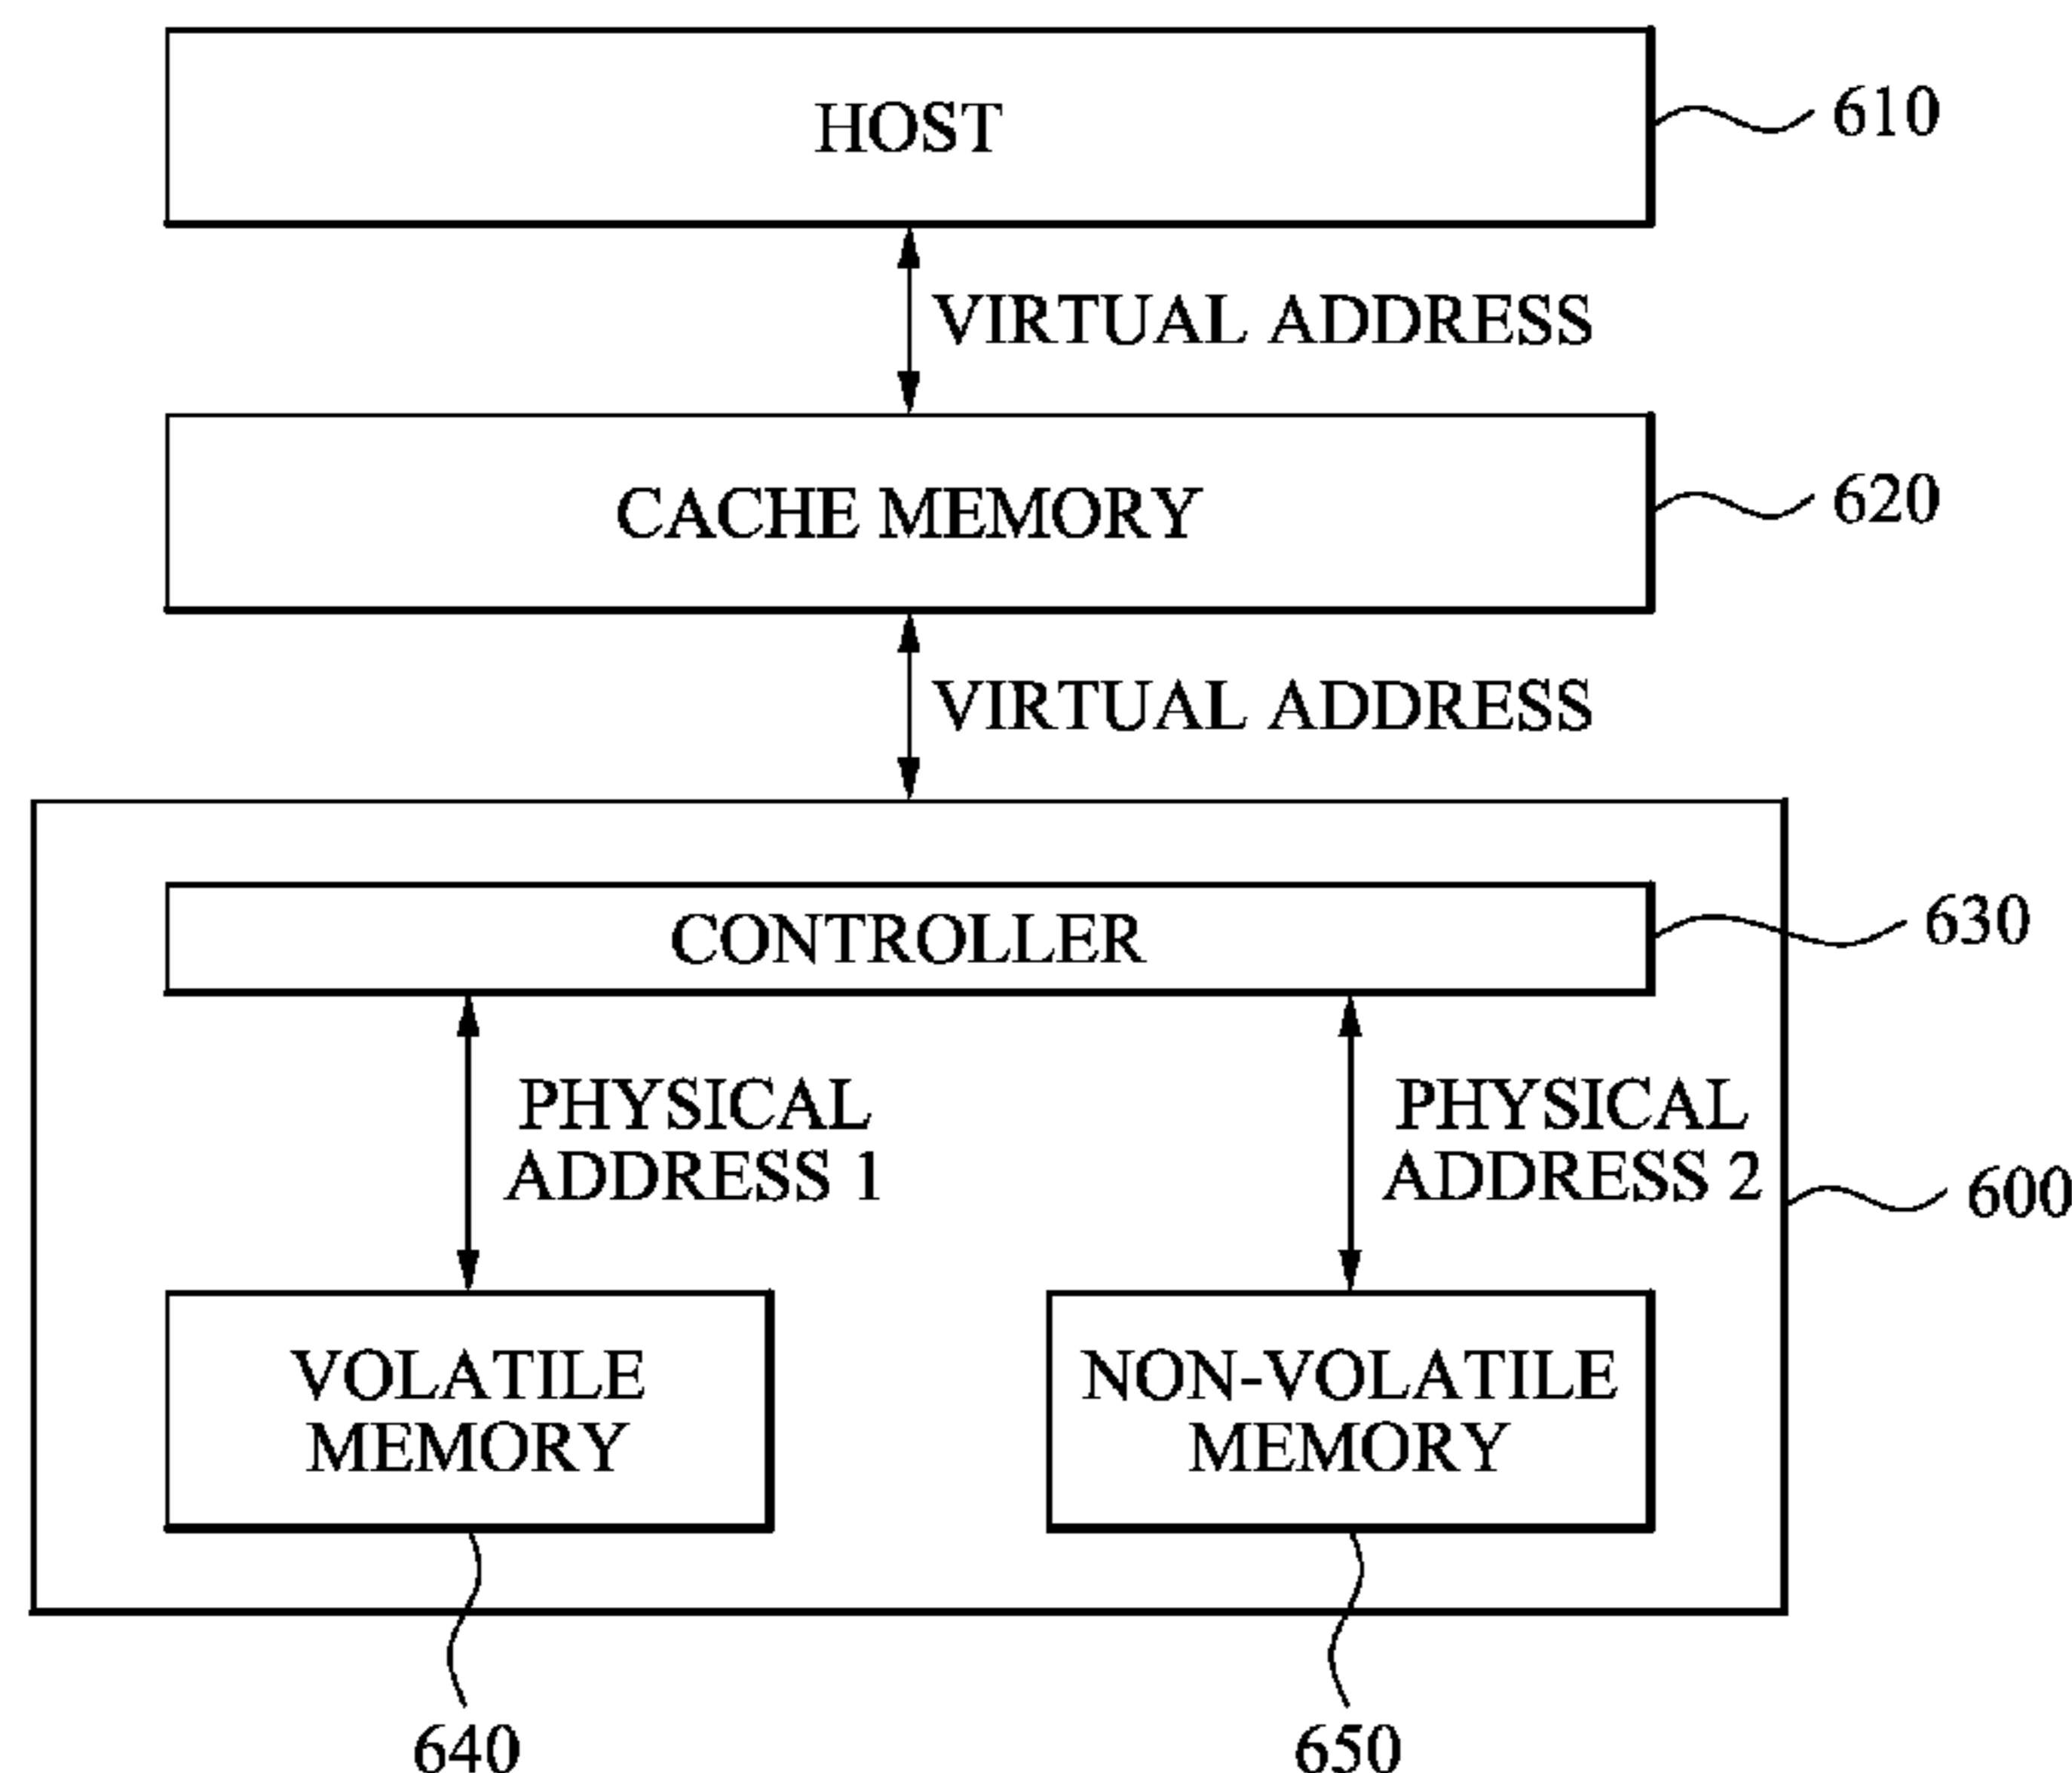 HOST
610
VIRTUAL ADDRESS
CACHE MEMORY
620
VIRTUAL ADDRESS
CONTROLLER
630
PHYSICAL
ADDRESS 1
PHYSICAL
ADDRESS 2
600
VOLATILE
MEMORY
NON-VOLATILE
MEMORY
640
650